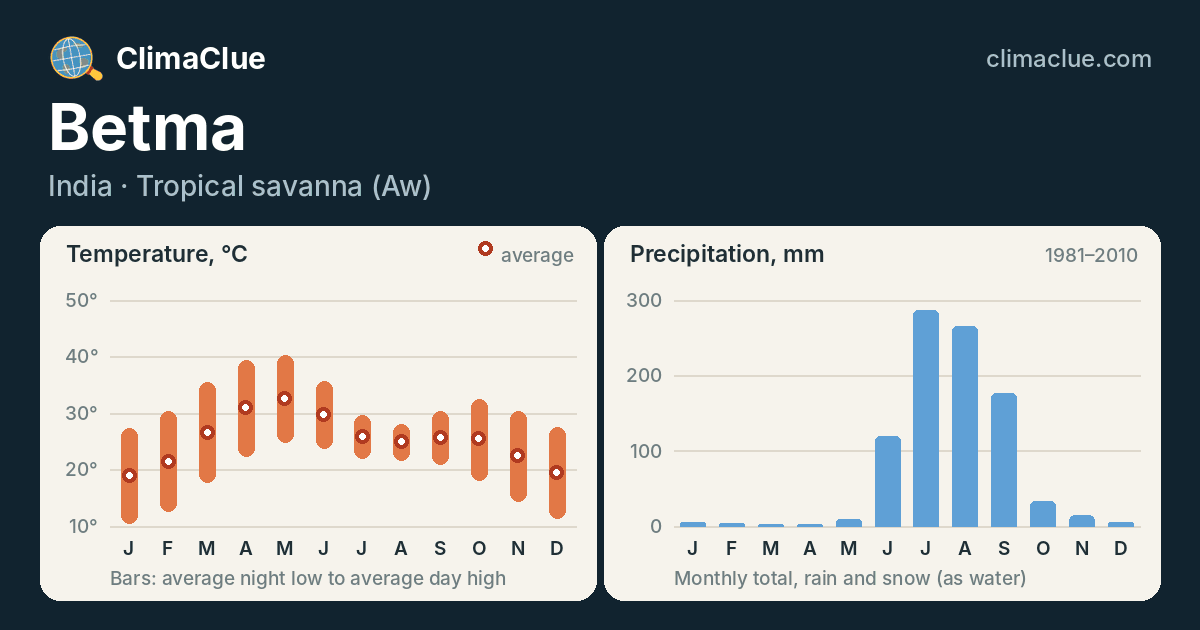 ClimaClue
climaclue.com
Betma
India · Tropical savanna (Aw)
Temperature, °C
average
50°
40°
30°
20°
10°
J F M A M J J A S O N D
Bars: average night low to average day high
Precipitation, mm
1981–2010
300
200
100
0
J F M A M J J A S O N D
Monthly total, rain and snow (as water)